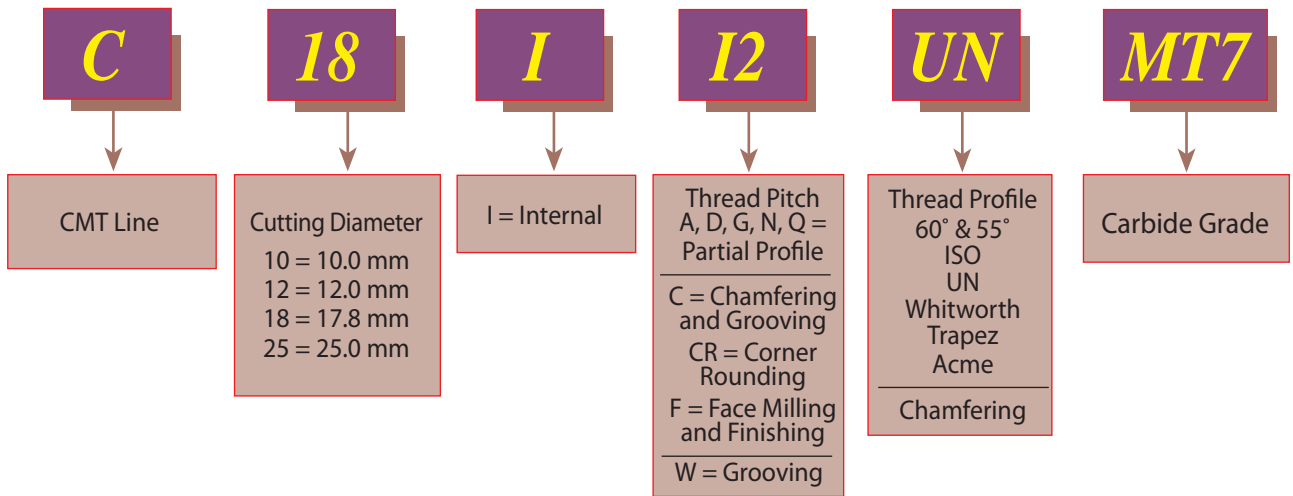 C
18
I
I2
UN
MT7
CMT Line
Cutting Diameter
10 = 10.0 mm
12 = 12.0 mm
18 = 17.8 mm
25 = 25.0 mm
I = Internal
Thread Pitch
A, D, G, N, Q =
Partial Profile
C = Chamfering
and Grooving
CR = Corner
Rounding
F = Face Milling
and Finishing
W = Grooving
Thread Profile
60° & 55°
ISO
UN
Whitworth
Trapez
Acme
Chamfering
Carbide Grade